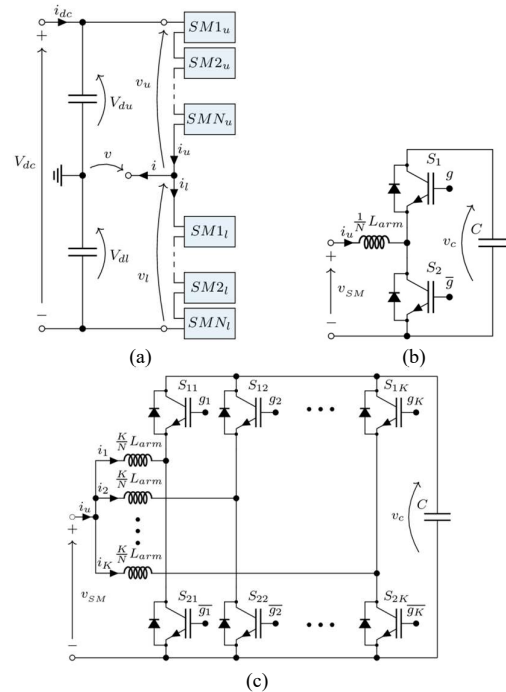 i_dc
+
SM1_u
SM2_u
V_du
v_u
SMN_u
V_dc
v
i
i_u
i_l
SM1_l
V_dl
v_l
SM2_l
SMN_l
−
(a)
S_1
g
1/N L_arm
i_u
+
v_c
C
S_2
g̅
v_SM
−
(b)
S_11
g_1
S_12
g_2
• • •
S_1K
g_K
K/N L_arm
i_1
K/N L_arm
i_2
i_u
+
K/N L_arm
i_K
v_c
C
v_SM
S_21
g̅_1
S_22
g̅_2
• • •
S_2K
g̅_K
−
(c)